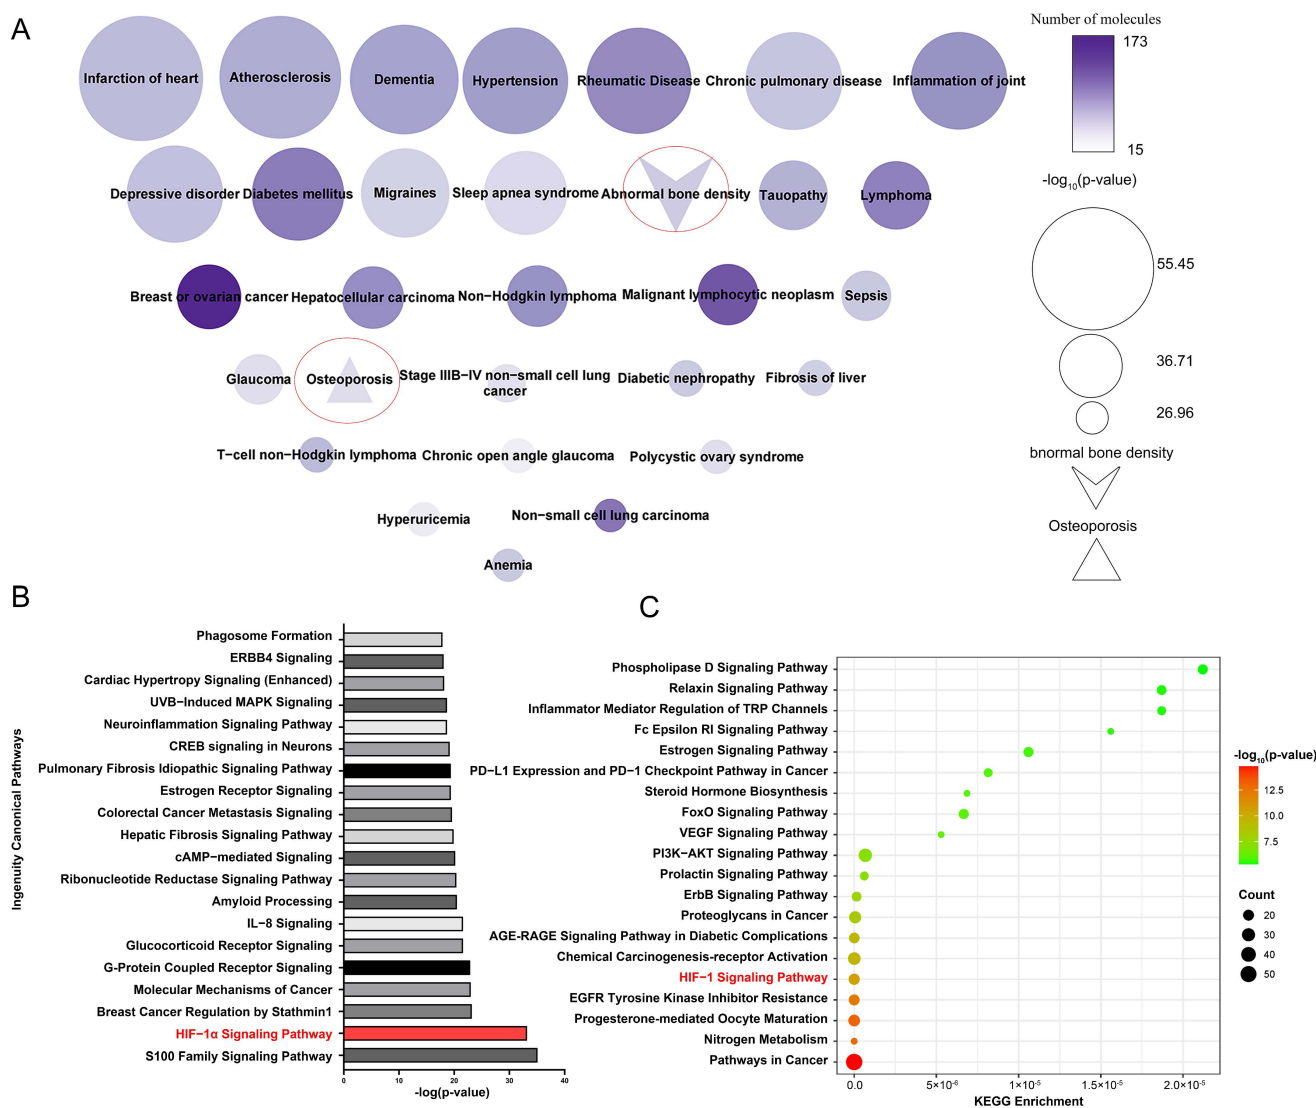 A
Infarction of heart
Atherosclerosis
Dementia
Hypertension
Rheumatic Disease
Chronic pulmonary disease
Inflammation of joint
Depressive disorder
Diabetes mellitus
Migraines
Sleep apnea syndrome
Abnormal bone density
Tauopathy
Lymphoma
Breast or ovarian cancer
Hepatocellular carcinoma
Non−Hodgkin lymphoma
Malignant lymphocytic neoplasm
Sepsis
Glaucoma
Osteoporosis
Stage IIIB−IV non−small cell lung
cancer
Diabetic nephropathy
Fibrosis of liver
T−cell non−Hodgkin lymphoma
Chronic open angle glaucoma
Polycystic ovary syndrome
Hyperuricemia
Non−small cell lung carcinoma
Anemia
Number of molecules
173
15
-log10(p-value)
55.45
36.71
26.96
bnormal bone density
Osteoporosis
B
Ingenuity Canonical Pathways
Phagosome Formation
ERBB4 Signaling
Cardiac Hypertropy Signaling (Enhanced)
UVB−Induced MAPK Signaling
Neuroinflammation Signaling Pathway
CREB signaling in Neurons
Pulmonary Fibrosis Idiopathic Signaling Pathway
Estrogen Receptor Signaling
Colorectal Cancer Metastasis Signaling
Hepatic Fibrosis Signaling Pathway
cAMP−mediated Signaling
Ribonucleotide Reductase Signaling Pathway
Amyloid Processing
IL−8 Signaling
Glucocorticoid Receptor Signaling
G−Protein Coupled Receptor Signaling
Molecular Mechanisms of Cancer
Breast Cancer Regulation by Stathmin1
HIF−1α Signaling Pathway
S100 Family Signaling Pathway
0 10 20 30 40
-log(p-value)
C
Phospholipase D Signaling Pathway
Relaxin Signaling Pathway
Inflammator Mediator Regulation of TRP Channels
Fc Epsilon RI Signaling Pathway
Estrogen Signaling Pathway
PD−L1 Expression and PD−1 Checkpoint Pathway in Cancer
Steroid Hormone Biosynthesis
FoxO Signaling Pathway
VEGF Signaling Pathway
PI3K−AKT Signaling Pathway
Prolactin Signaling Pathway
ErbB Signaling Pathway
Proteoglycans in Cancer
AGE-RAGE Signaling Pathway in Diabetic Complications
Chemical Carcinogenesis-receptor Activation
HIF−1 Signaling Pathway
EGFR Tyrosine Kinase Inhibitor Resistance
Progesterone-mediated Oocyte Maturation
Nitrogen Metabolism
Pathways in Cancer
0.0 5×10⁻⁶ 1×10⁻⁵ 1.5×10⁻⁵ 2.0×10⁻⁵
KEGG Enrichment
-log10(p-value)
12.5
10.0
7.5
Count
20
30
40
50